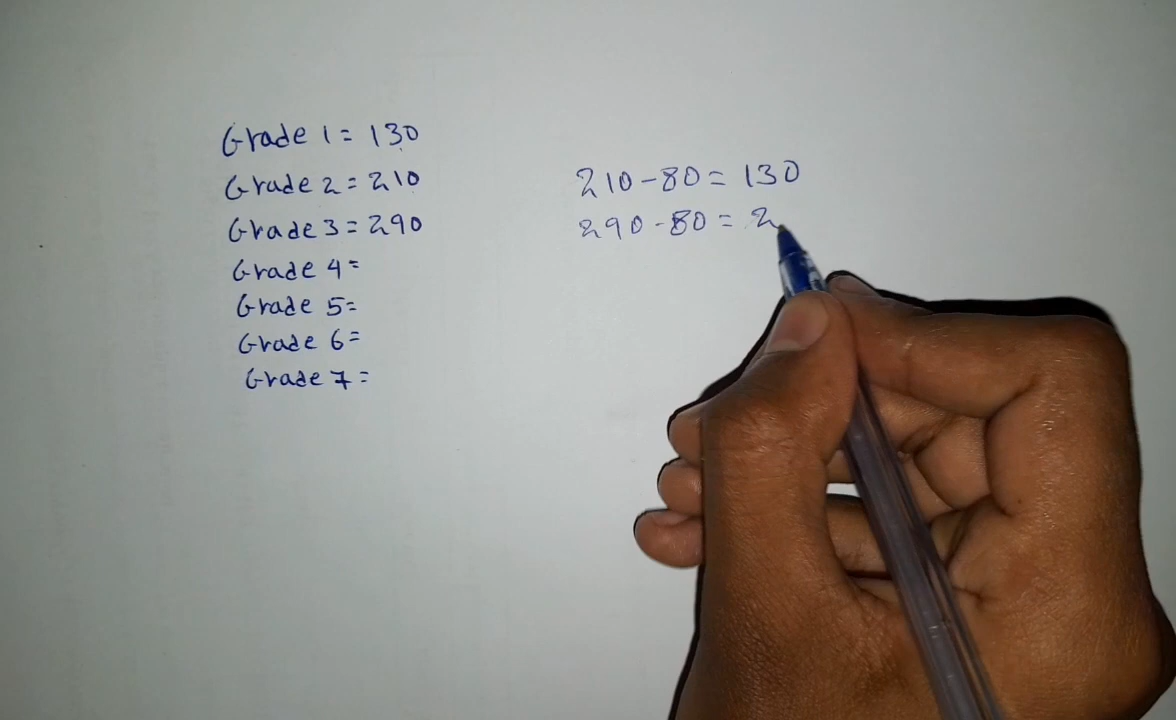 Grade 1 = 130
Grade 2 = 210
Grade 3 = 290
Grade 4 =
Grade 5 =
Grade 6 =
Grade 7 =
210 - 80 = 130
290 - 80 = 2